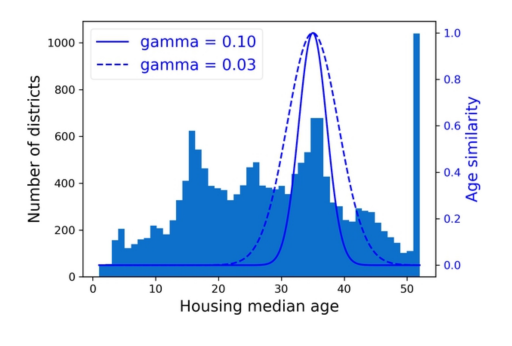 gamma = 0.10
gamma = 0.03
1000
800
600
400
200
0
Number of districts
1.0
0.8
0.6
0.4
0.2
0.0
Age similarity
0 10 20 30 40 50
Housing median age